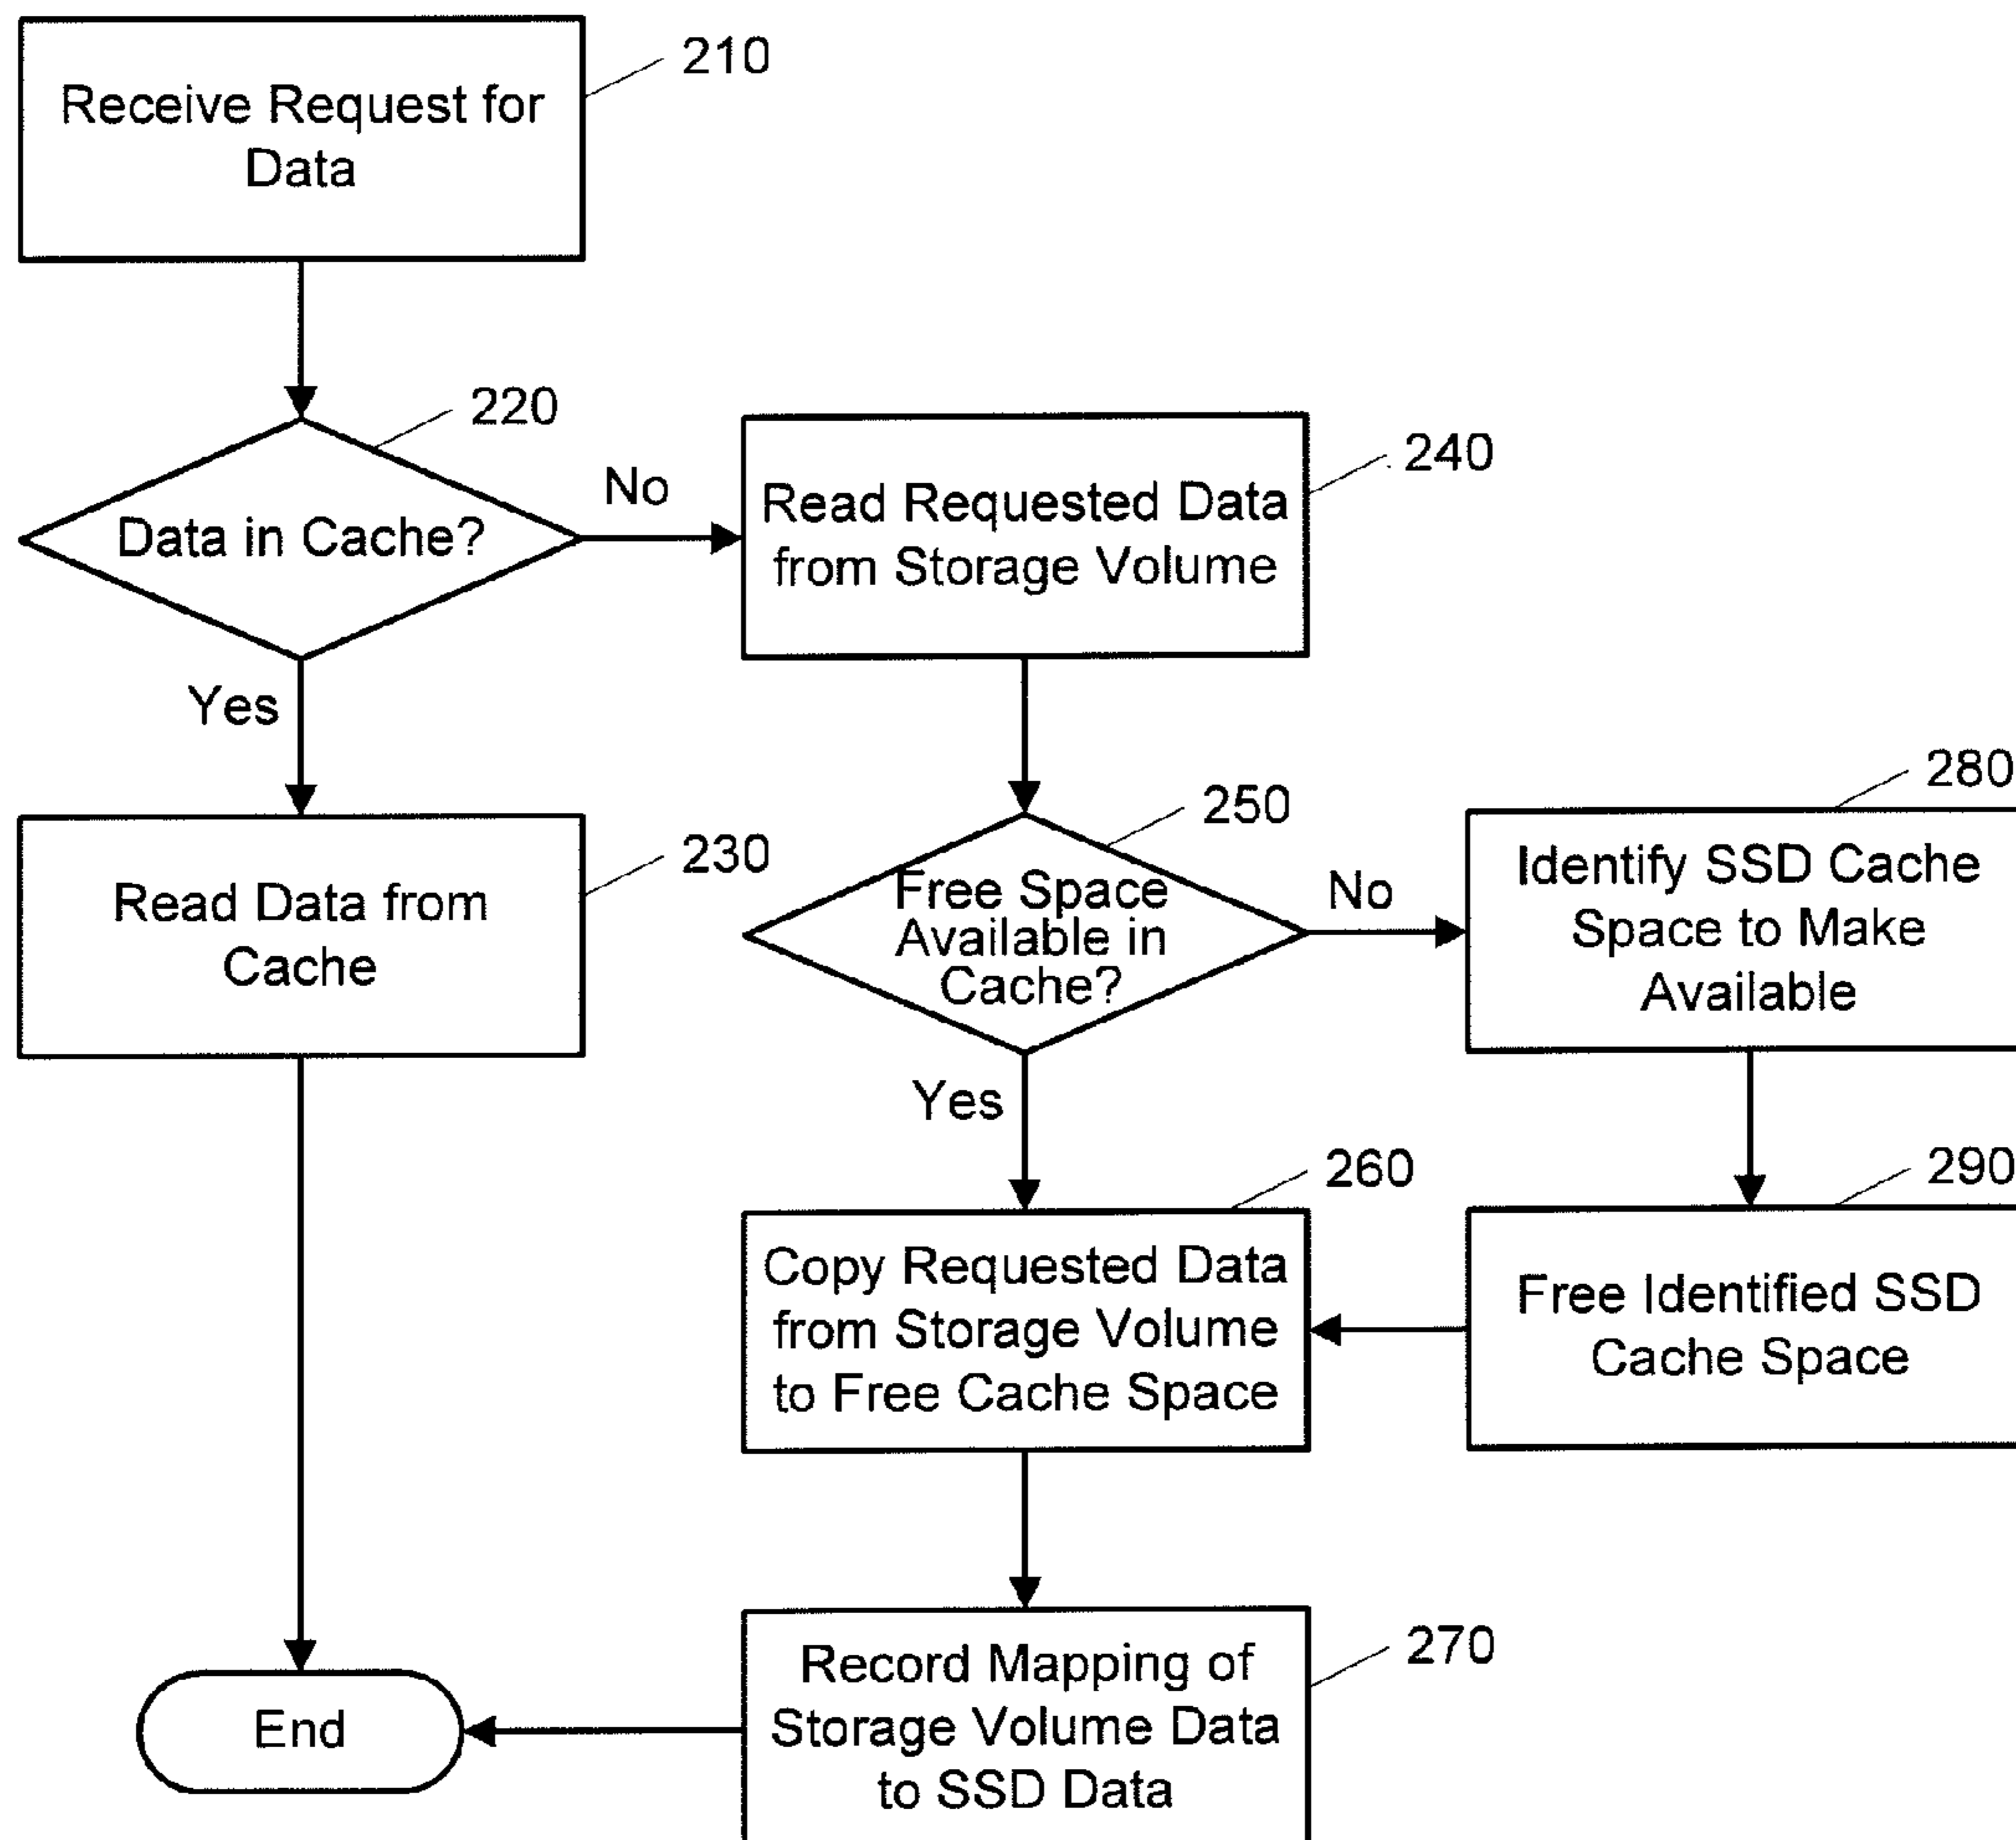 210
Receive Request for
Data
220
Data in Cache?
No
Yes
240
Read Requested Data
from Storage Volume
230
Read Data from
Cache
250
Free Space
Available in
Cache?
No
Yes
280
Identify SSD Cache
Space to Make
Available
260
Copy Requested Data
from Storage Volume
to Free Cache Space
290
Free Identified SSD
Cache Space
270
Record Mapping of
Storage Volume Data
to SSD Data
End